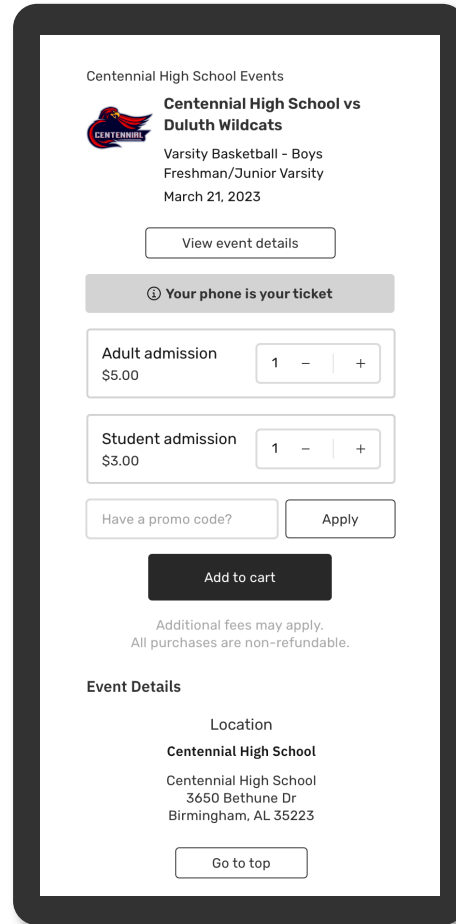 Centennial High School Events
CENTENNIAL
Centennial High School vs
Duluth Wildcats
Varsity Basketball - Boys
Freshman/Junior Varsity
March 21, 2023
View event details
Your phone is your ticket
Adult admission
$5.00
1 − +
Student admission
$3.00
1 − +
Have a promo code?
Apply
Add to cart
Additional fees may apply.
All purchases are non-refundable.
Event Details
Location
Centennial High School
Centennial High School
3650 Bethune Dr
Birmingham, AL 35223
Go to top